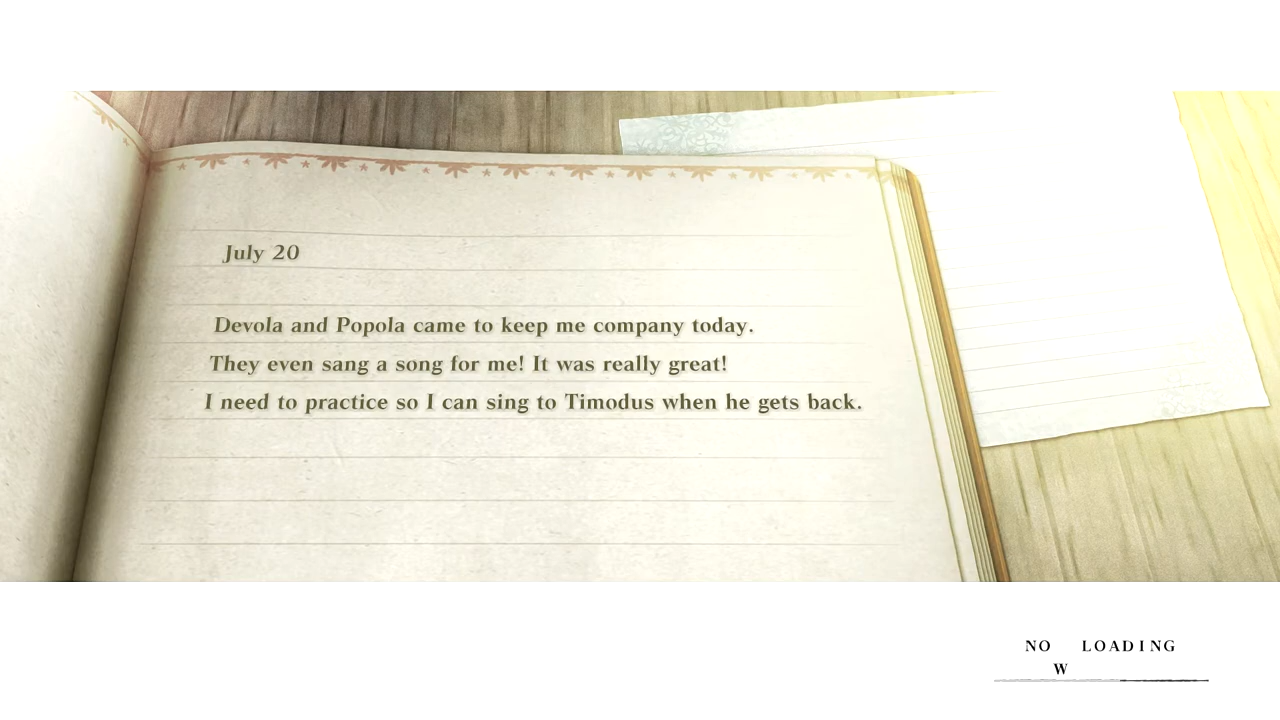 July 20
Devola and Popola came to keep me company today.
They even sang a song for me! It was really great!
I need to practice so I can sing to Timodus when he gets back.
NO LOADING
W